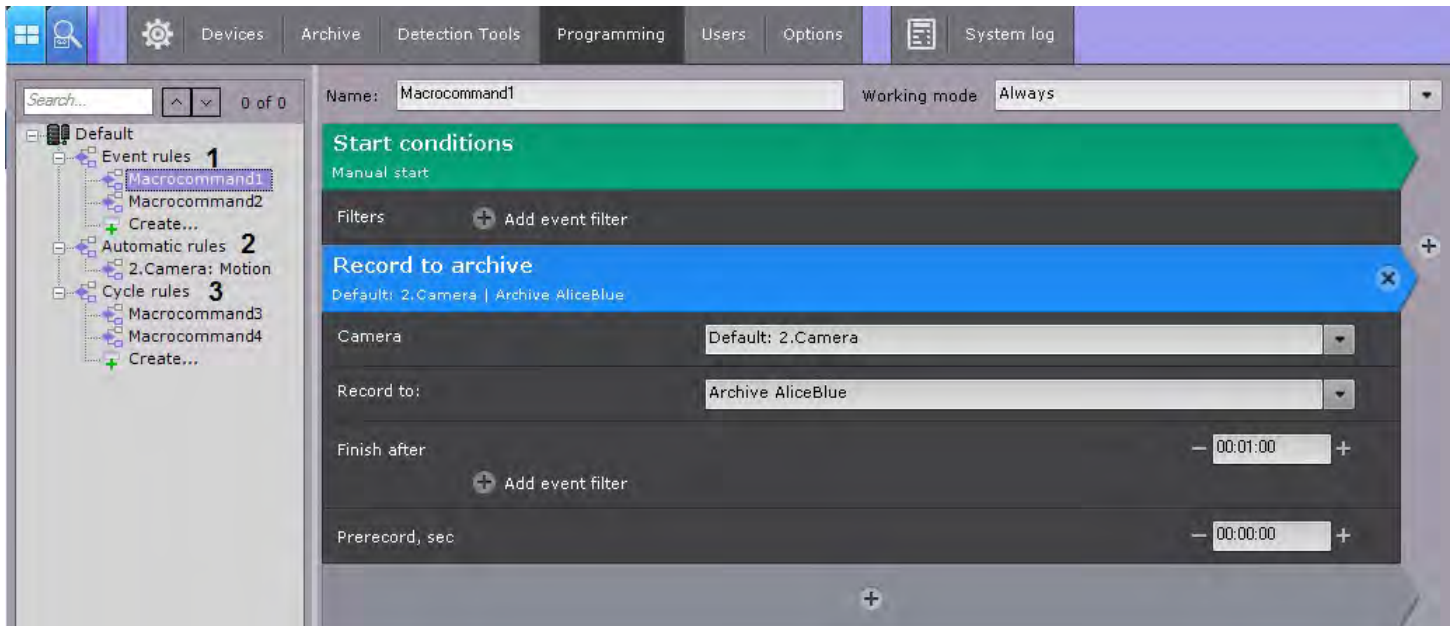 Devices Archive Detection Tools Programming Users Options System log
Search... 0 of 0
Default
Event rules 1
Macrocommand1
Macrocommand2
Create...
Automatic rules 2
2.Camera: Motion
Cycle rules 3
Macrocommand3
Macrocommand4
Create...
Name: Macrocommand1 Working mode Always
Start conditions
Manual start
Filters Add event filter
Record to archive
Default: 2.Camera | Archive AliceBlue
Camera Default: 2.Camera
Record to: Archive AliceBlue
Finish after 00:01:00
Add event filter
Prerecord, sec 00:00:00